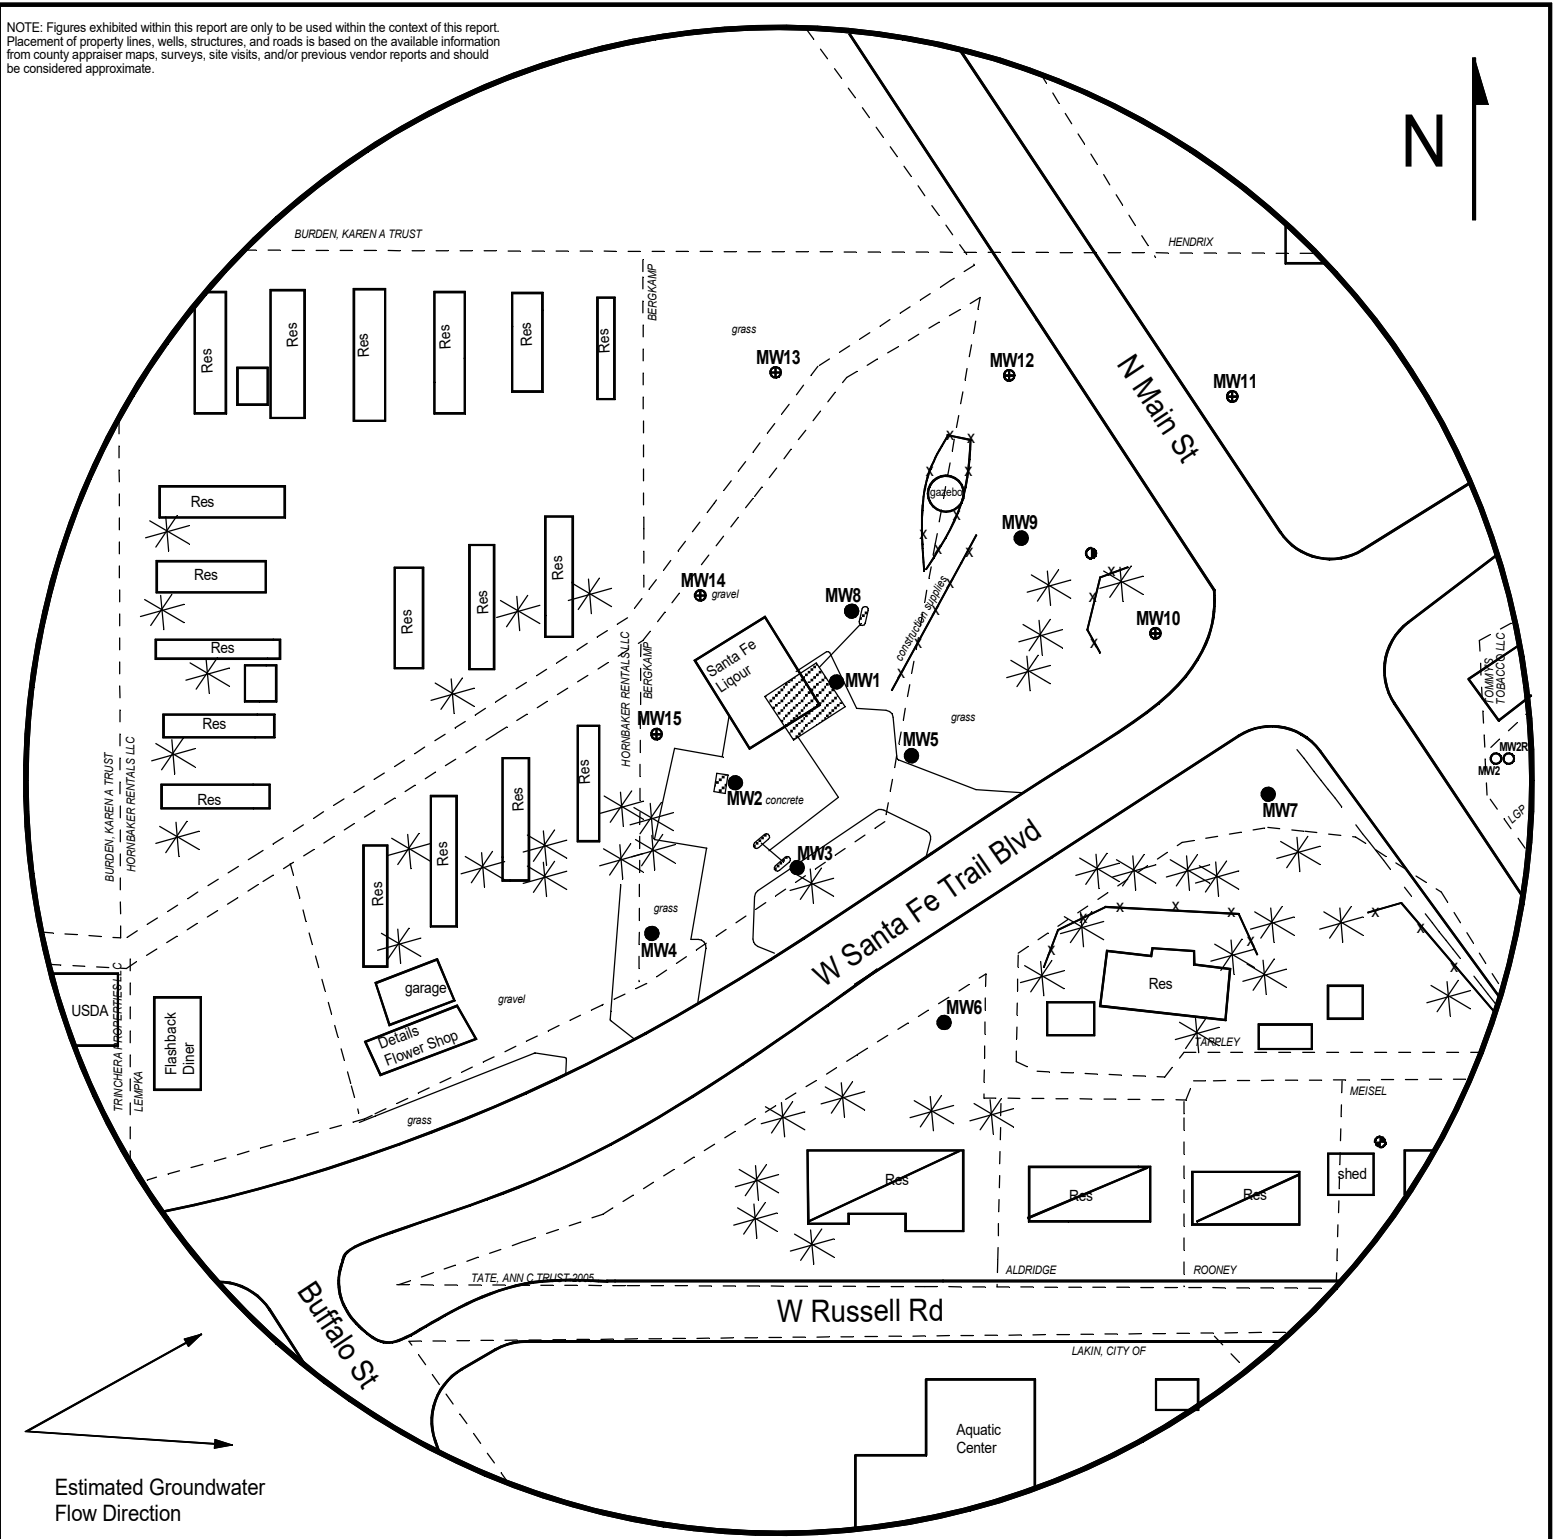 NOTE: Figures exhibited within this report are only to be used within the context of this report.
Placement of property lines, wells, structures, and roads is based on the available information
from county appraiser maps, surveys, site visits, and/or previous vendor reports and should
be considered approximate.
N
BURDEN, KAREN A TRUST
HENDRIX
BERGKAMP
grass
Res
Res
Res
Res
Res
Res
MW13
MW12
MW11
N Main St
gazebo
Res
MW9
MW14
gravel
MW8
construction supplies
MW10
Res
Res
Res
Res
Res
Res
HORNBAKER RENTALS LLC
BERGKAMP
Santa Fe
Liqour
MW1
TOMMYS
TOBACCO LLC
MW15
grass
MW5
Res
MW2R
MW2
LGP
Res
Res
Res
MW2
concrete
MW7
BURDEN, KAREN A TRUST
HORNBAKER RENTALS LLC
Res
Res
MW3
W Santa Fe Trail Blvd
grass
MW4
Res
garage
gravel
USDA
Flashback
Diner
Details
Flower Shop
MW6
TARPLEY
TRINCHERA PROPERTIES LLC
LEMPKA
MEISEL
grass
Res
Res
Res
shed
TATE, ANN C TRUST-2005
ALDRIDGE
ROONEY
Buffalo St
W Russell Rd
LAKIN, CITY OF
Aquatic
Center
Estimated Groundwater
Flow Direction